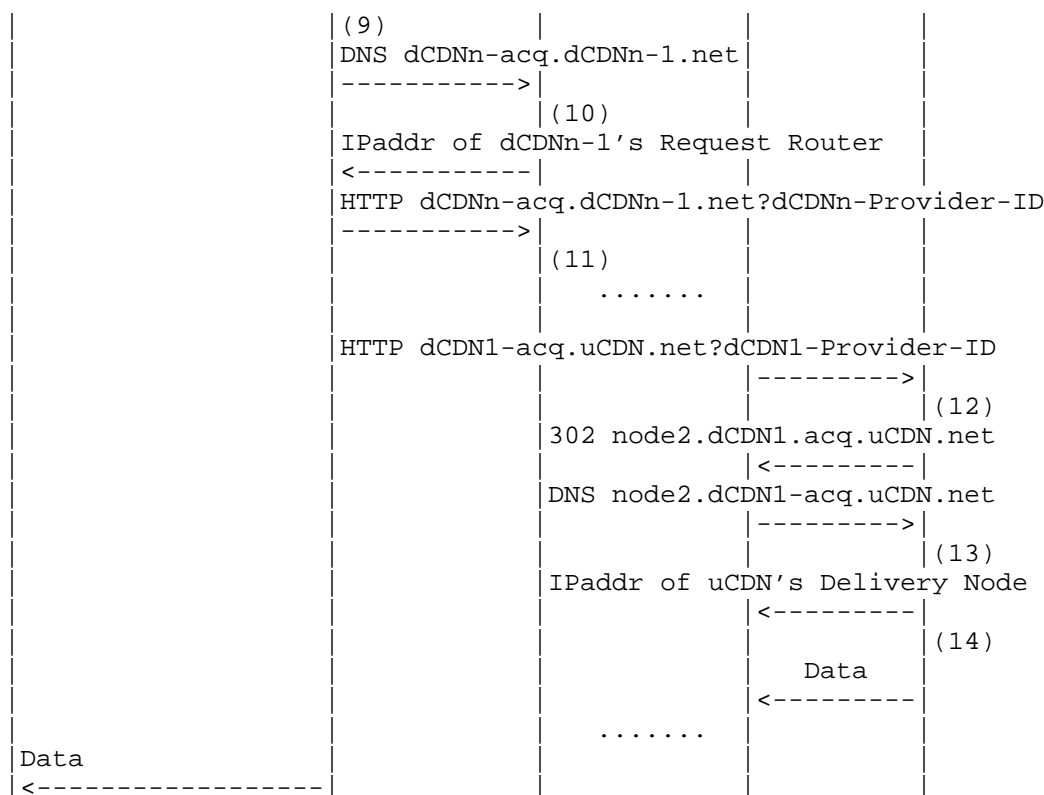 (9)
DNS dCDNn-acq.dCDNn-1.net
(10)
IPaddr of dCDNn-1's Request Router
HTTP dCDNn-acq.dCDNn-1.net?dCDNn-Provider-ID
(11)
.......
HTTP dCDN1-acq.uCDN.net?dCDN1-Provider-ID
(12)
302 node2.dCDN1.acq.uCDN.net
DNS node2.dCDN1-acq.uCDN.net
(13)
IPaddr of uCDN's Delivery Node
(14)
Data
.......
Data